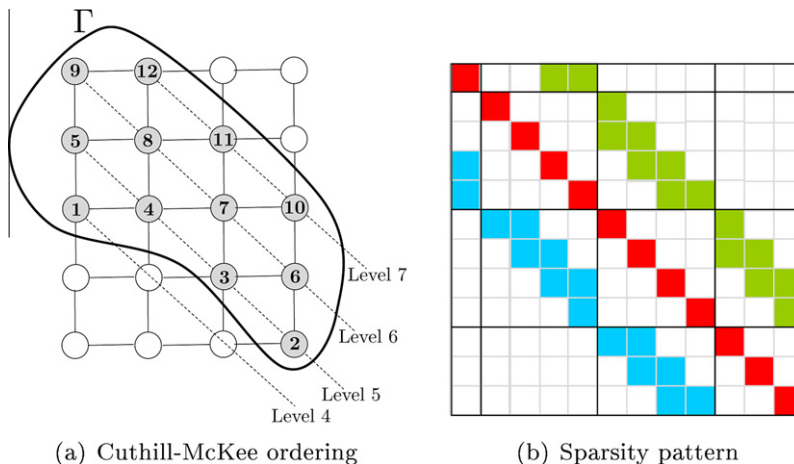 Γ
9 12
5 8 11
1 4 7 10
3 6
2
Level 7
Level 6
Level 5
Level 4
(a) Cuthill-McKee ordering
(b) Sparsity pattern